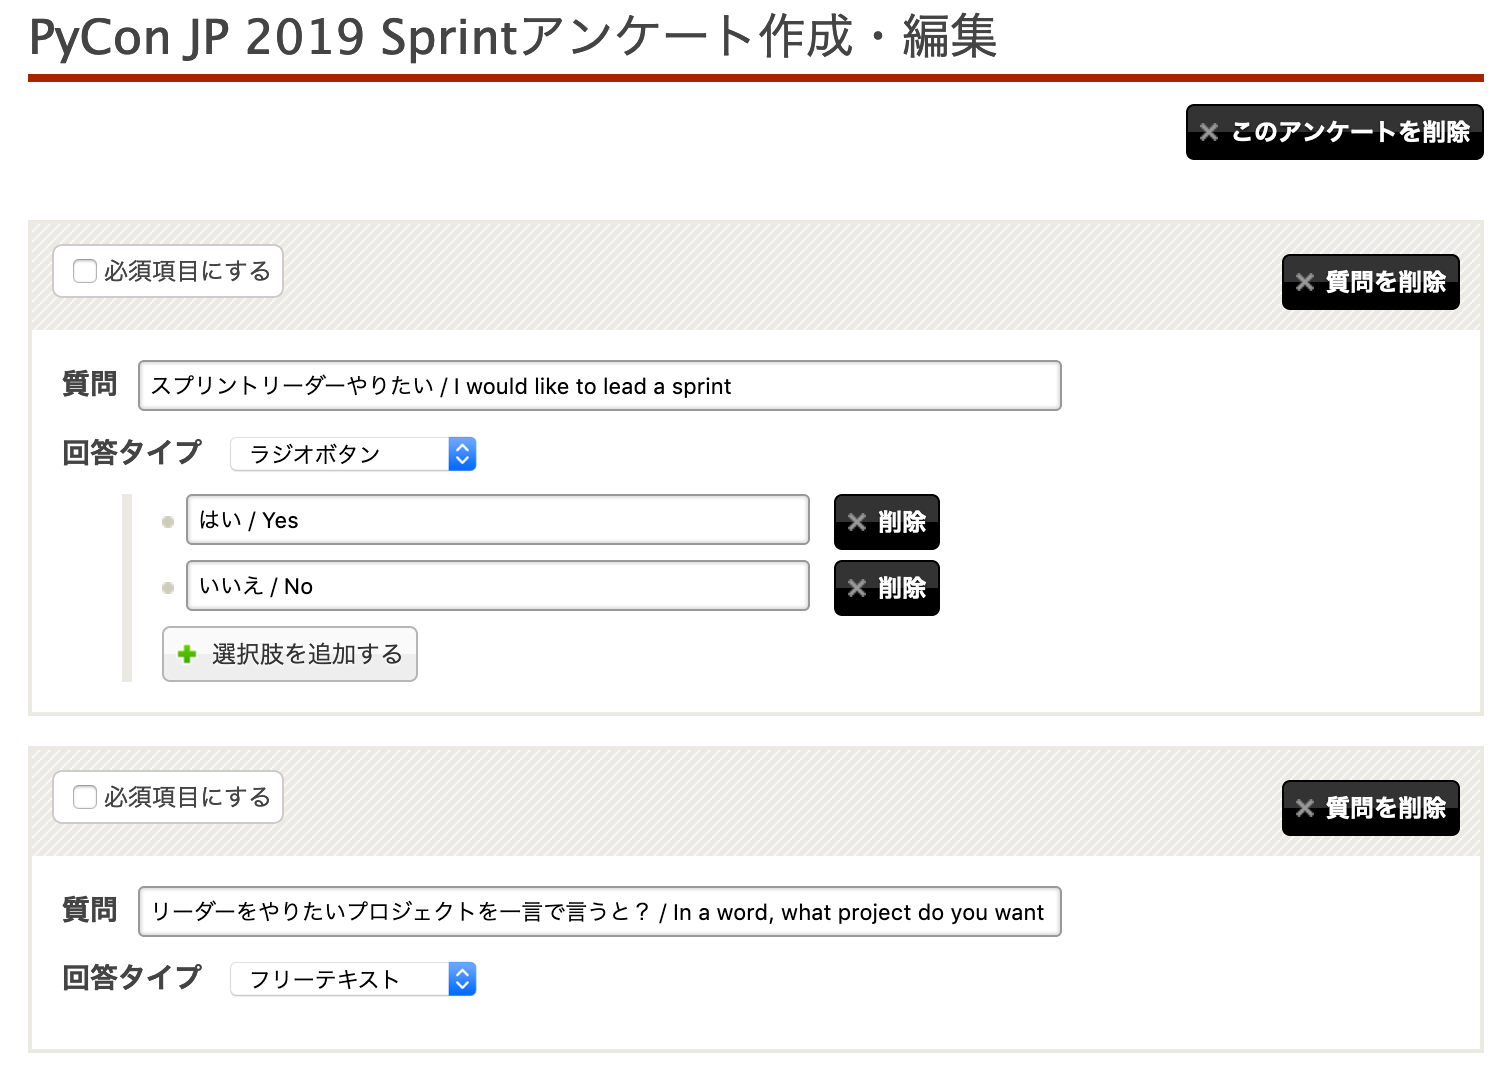 PyCon JP 2019 Sprintアンケート作成・編集
このアンケートを削除
必須項目にする
質問を削除
質問 スプリントリーダーやりたい / I would like to lead a sprint
回答タイプ ラジオボタン
はい / Yes 削除
いいえ / No 削除
選択肢を追加する
必須項目にする
質問を削除
質問 リーダーをやりたいプロジェクトを一言で言うと？ / In a word, what project do you want
回答タイプ フリーテキスト